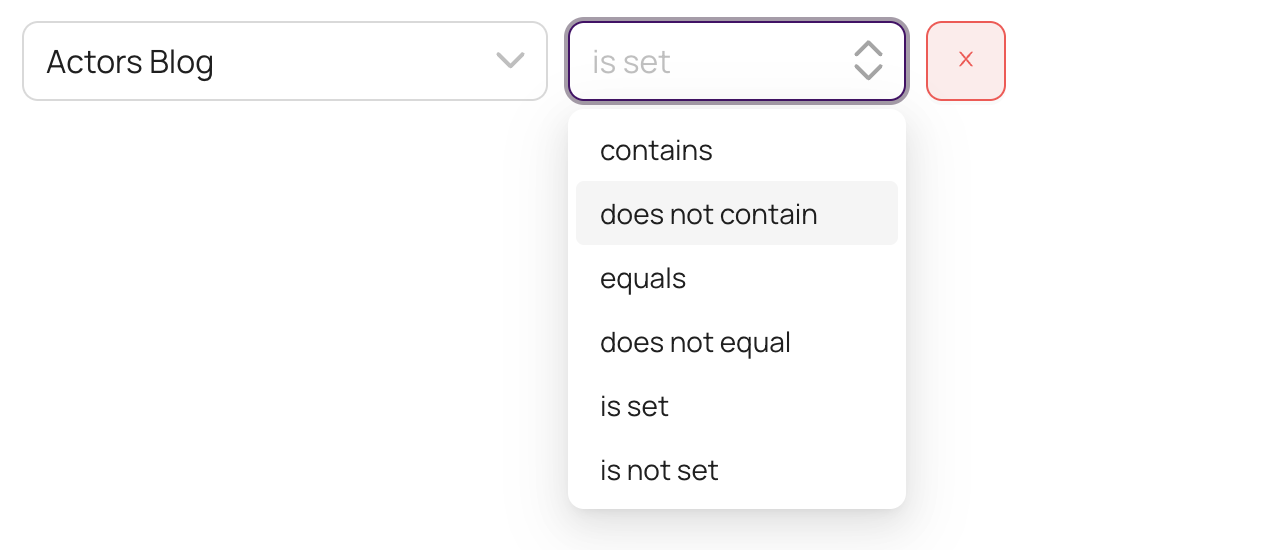 Actors Blog
is set
x
contains
does not contain
equals
does not equal
is set
is not set